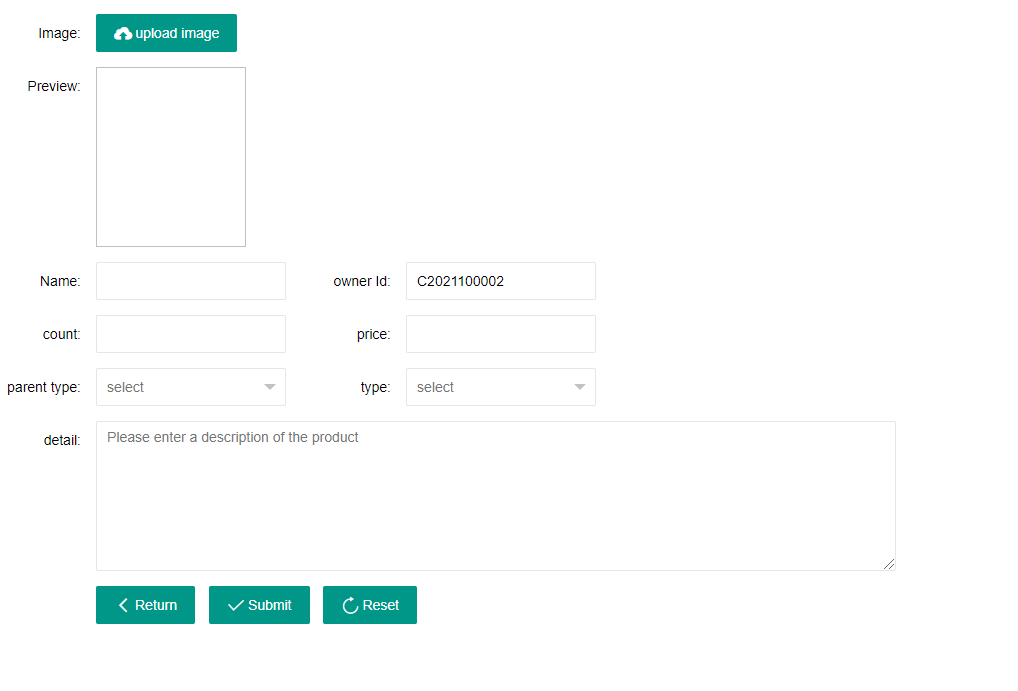 Image: upload image
Preview:
Name: owner Id: C2021100002
count: price:
parent type: select type: select
detail: Please enter a description of the product
Return Submit Reset